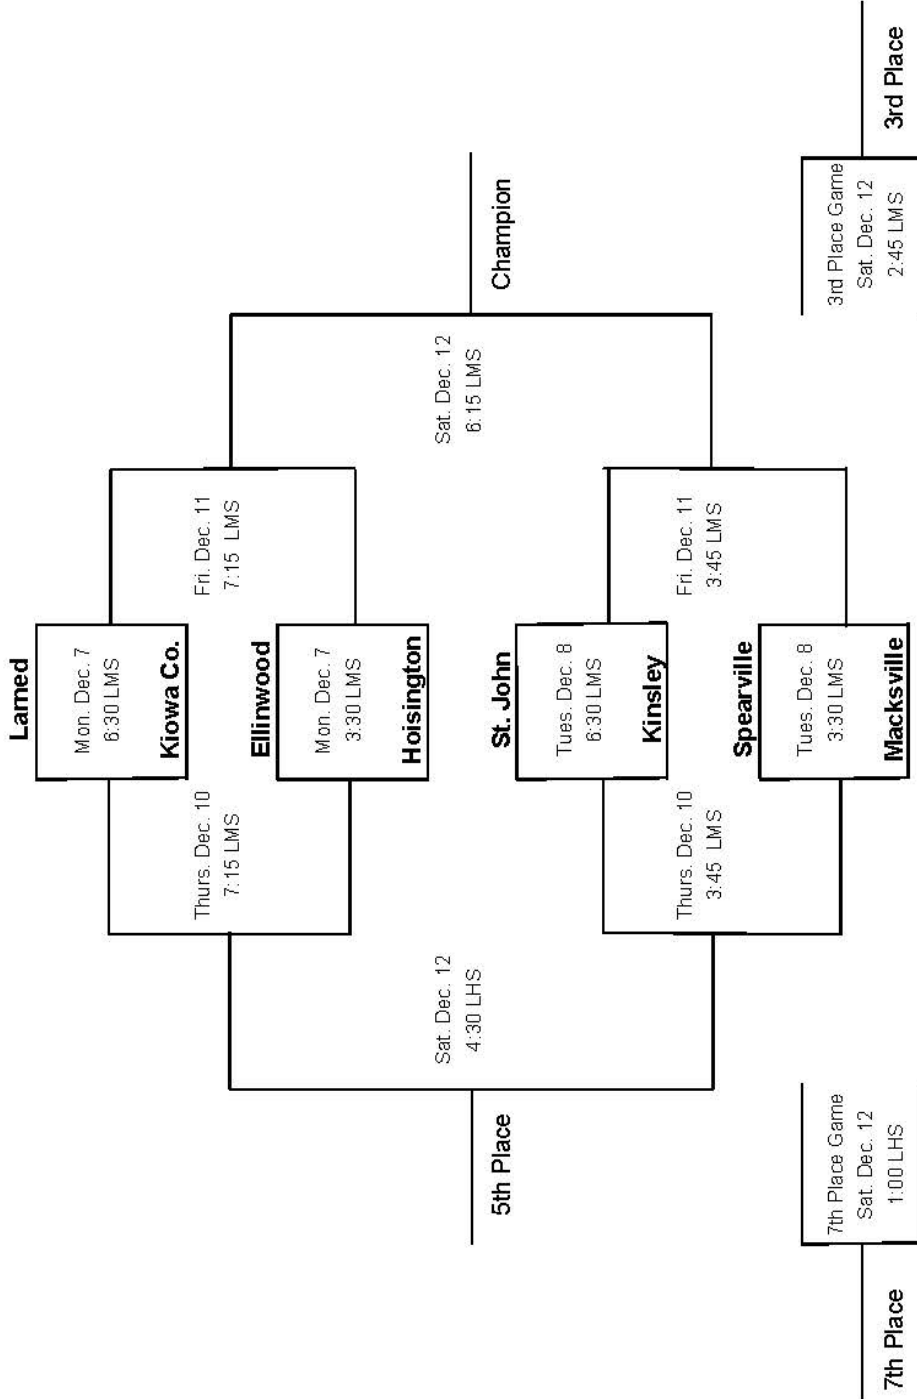 Larned
Mon. Dec. 7
6:30 LMS
Kiowa Co.
Ellinwood
Mon. Dec. 7
3:30 LMS
Hoisington
St. John
Tues. Dec. 8
6:30 LMS
Kinsley
Spearville
Tues. Dec. 8
3:30 LMS
Macksville
Thurs. Dec. 10
7:15 LMS
Thurs. Dec. 10
3:45 LMS
Fri. Dec. 11
7:15 LMS
Fri. Dec. 11
3:45 LMS
Sat. Dec. 12
4:30 LHS
5th Place
Sat. Dec. 12
6:15 LMS
Champion
7th Place Game
Sat. Dec. 12
1:00 LHS
7th Place
3rd Place Game
Sat. Dec. 12
2:45 LMS
3rd Place